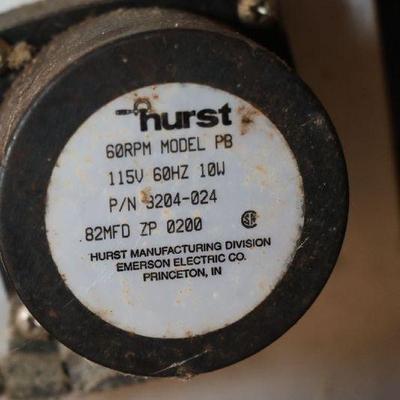 hurst
60RPM MODEL PB
115V 60HZ 10W
P/N 3204-024
.82MFD ZP 0200
HURST MANUFACTURING DIVISION
EMERSON ELECTRIC CO.
PRINCETON, IN